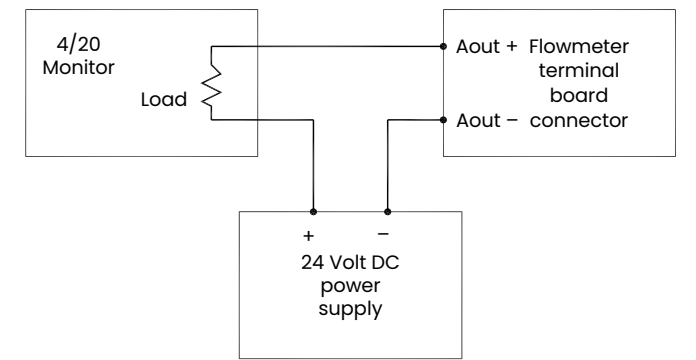 4/20
Monitor
Load
Aout + Flowmeter
terminal
board
Aout – connector
+ –
24 Volt DC
power
supply